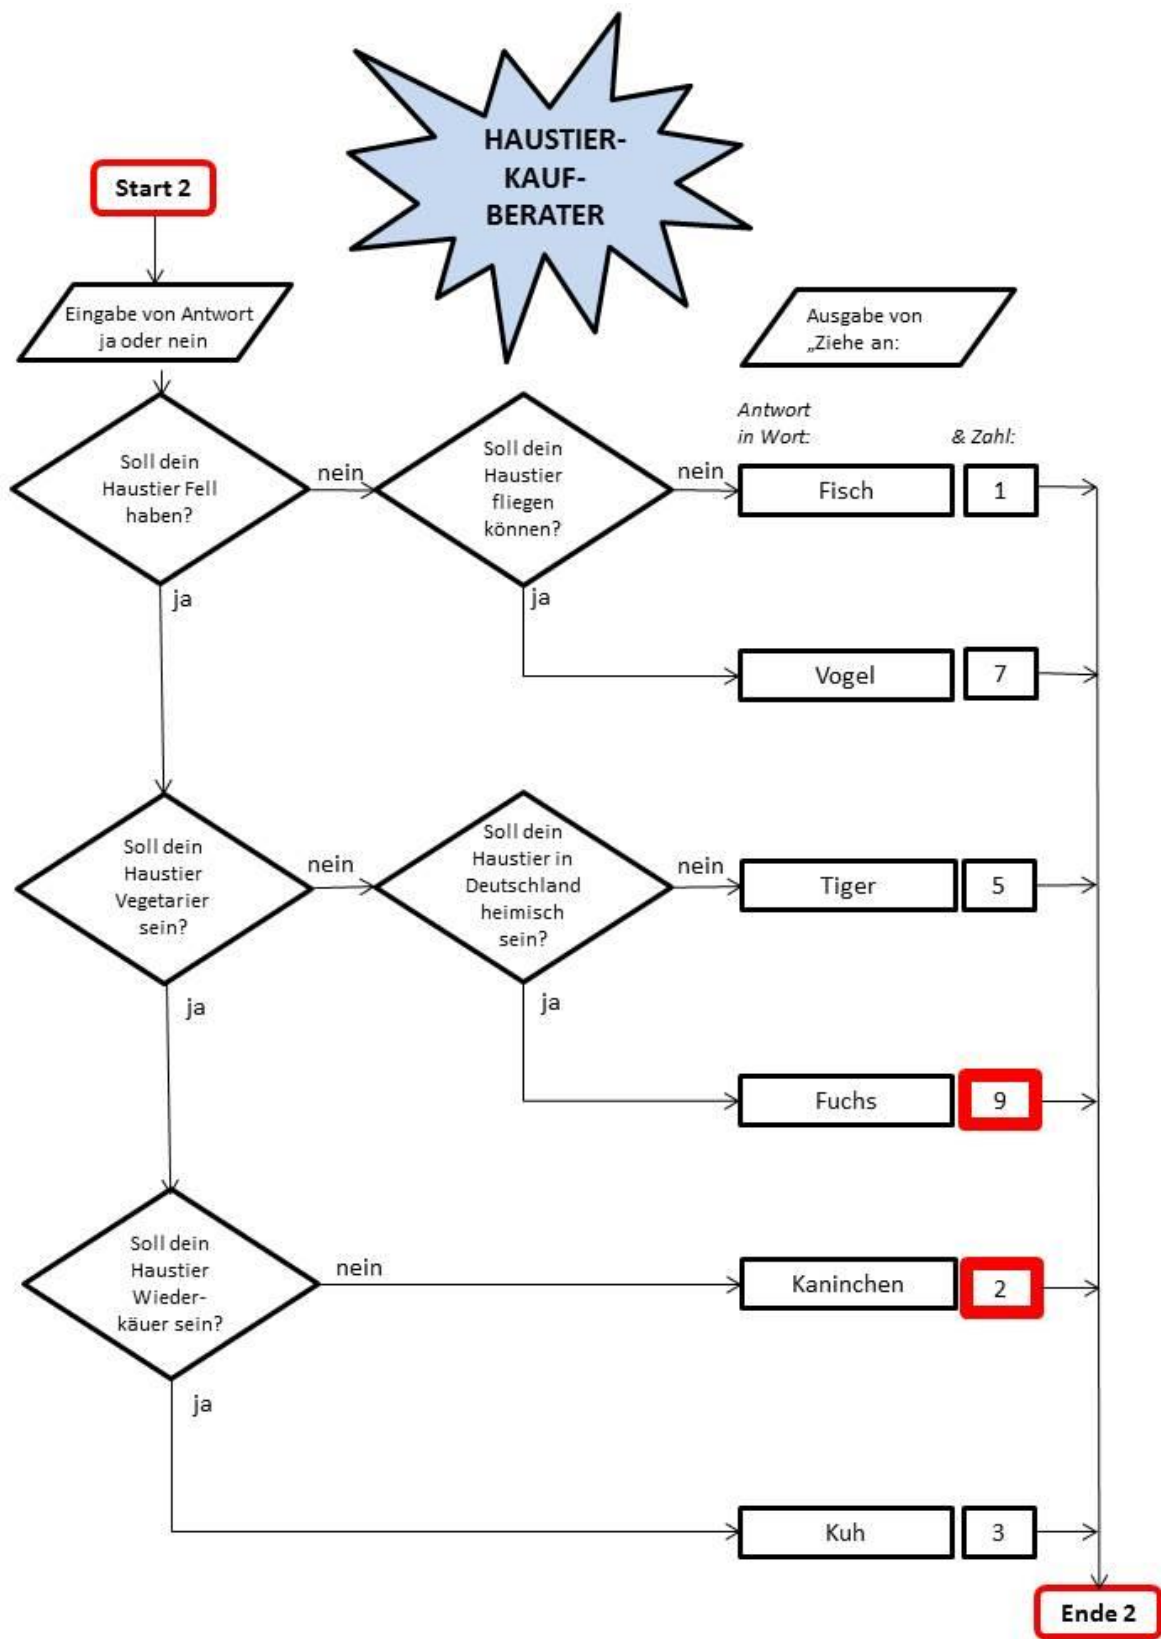 HAUSTIER-
KAUF-
BERATER
Start 2
Eingabe von Antwort
ja oder nein
Ausgabe von
„Ziehe an:
Antwort
in Wort:
& Zahl:
Soll dein
Haustier Fell
haben?
nein
Soll dein
Haustier
fliegen
können?
nein
Fisch
1
ja
ja
Vogel
7
Soll dein
Haustier
Vegetarier
sein?
nein
Soll dein
Haustier in
Deutschland
heimisch
sein?
nein
Tiger
5
ja
ja
Fuchs
9
Soll dein
Haustier
Wieder-
käuer sein?
nein
Kaninchen
2
ja
Kuh
3
Ende 2